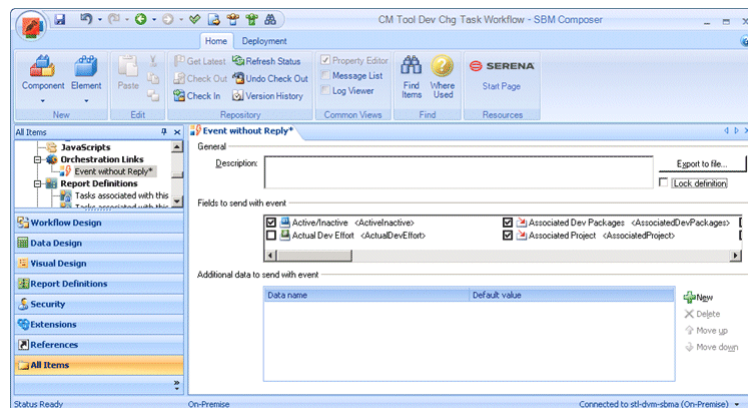 CM Tool Dev Chg Task Workflow - SBM Composer
Home Deployment
Component Element Paste
Get Latest Refresh Status
Check Out Undo Check Out
Check In Version History
Property Editor
Message List
Log Viewer
Find Items Where Used
SERENA
Start Page
New Edit Repository Common Views Find Resources
All Items
JavaScripts
Orchestration Links
Event without Reply*
Report Definitions
Tasks associated with this
Tasks associated with this
Workflow Design
Data Design
Visual Design
Report Definitions
Security
Extensions
References
All Items
Event without Reply*
General
Description:
Export to file...
Lock definition
Fields to send with event
Active/Inactive <ActiveInactive> Associated Dev Packages <AssociatedDevPackages>
Actual Dev Effort <ActualDevEffort> Associated Project <AssociatedProject>
Additional data to send with event
Data name Default value
New
Delete
Move up
Move down
Status Ready On-Premise Connected to stl-dvm-sbma (On-Premise)